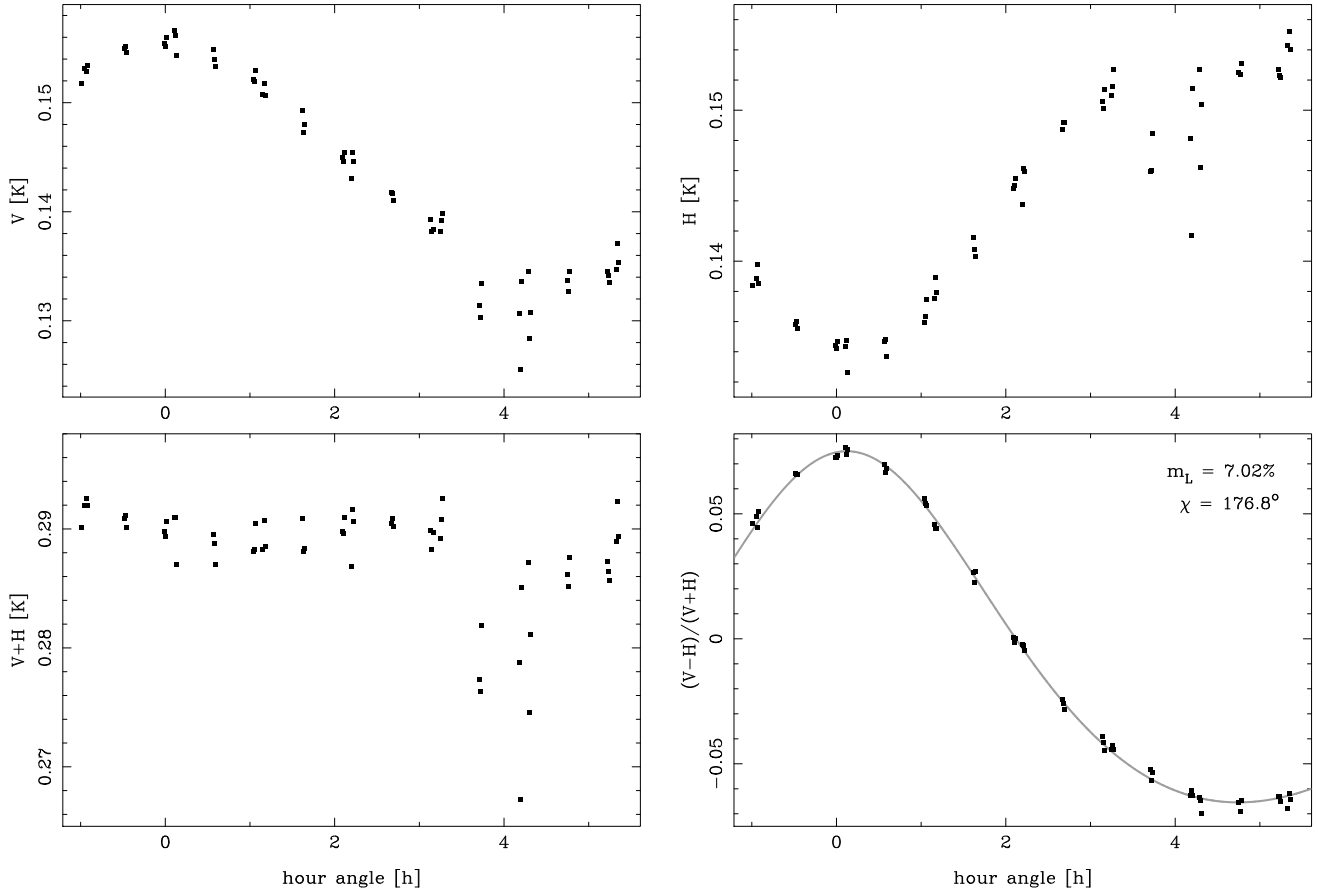 V [K]
0.15
0.14
0.13
0 2 4
H [K]
0.15
0.14
0 2 4
V+H [K]
0.29
0.28
0.27
0 2 4
hour angle [h]
(V−H)/(V+H)
0.05
0
−0.05
m_L = 7.02%
χ = 176.8°
0 2 4
hour angle [h]